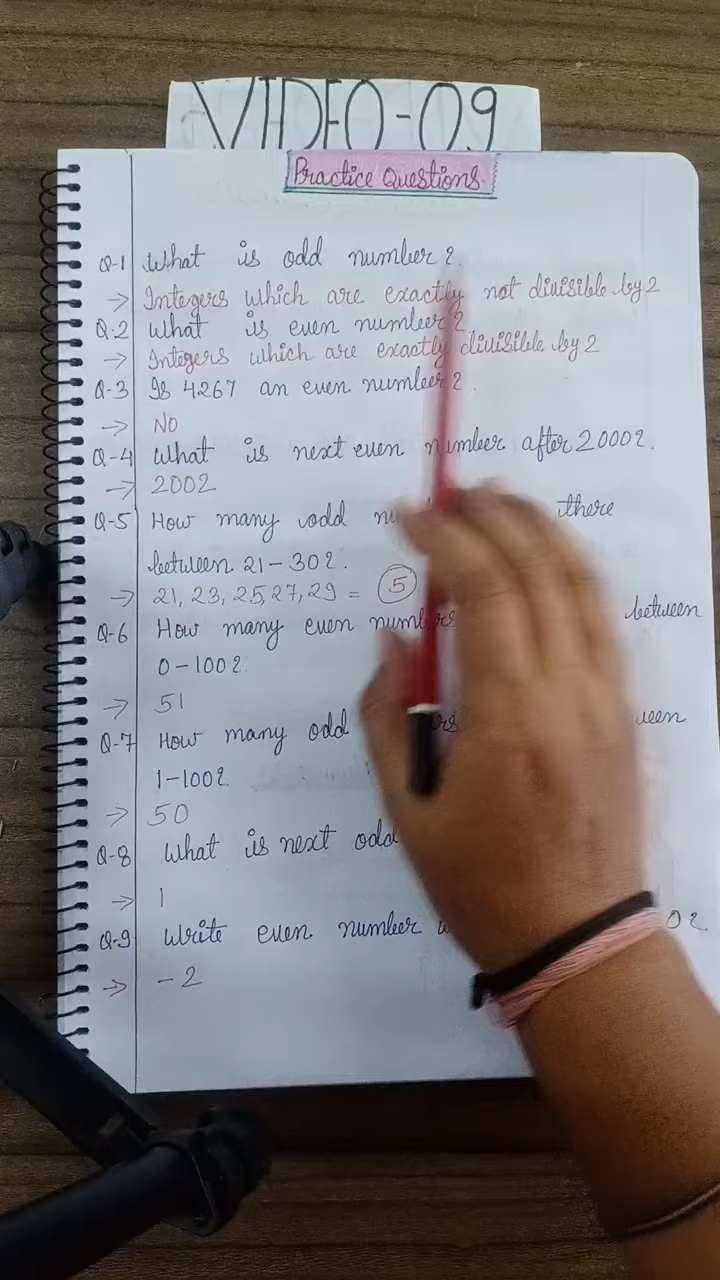 VIDEO-09
Practice Questions.
Q-1 What is odd number?
→ Integers which are exactly not divisible by 2
Q.2 What is even number?
→ Integers which are exactly divisible by 2
Q-3 Is 4267 an even number?
→ NO
Q-4 What is next even number after 2000?
→ 2002
Q-5 How many odd there
between 21-30?
→ 21, 23, 25, 27, 29 = 5
Q-6 How many even between
0-100?
→ 51
Q-7 How many odd
1-100?
→ 50
Q-8 What is next odd
→ 1
Q-9 Write even number
→ -2